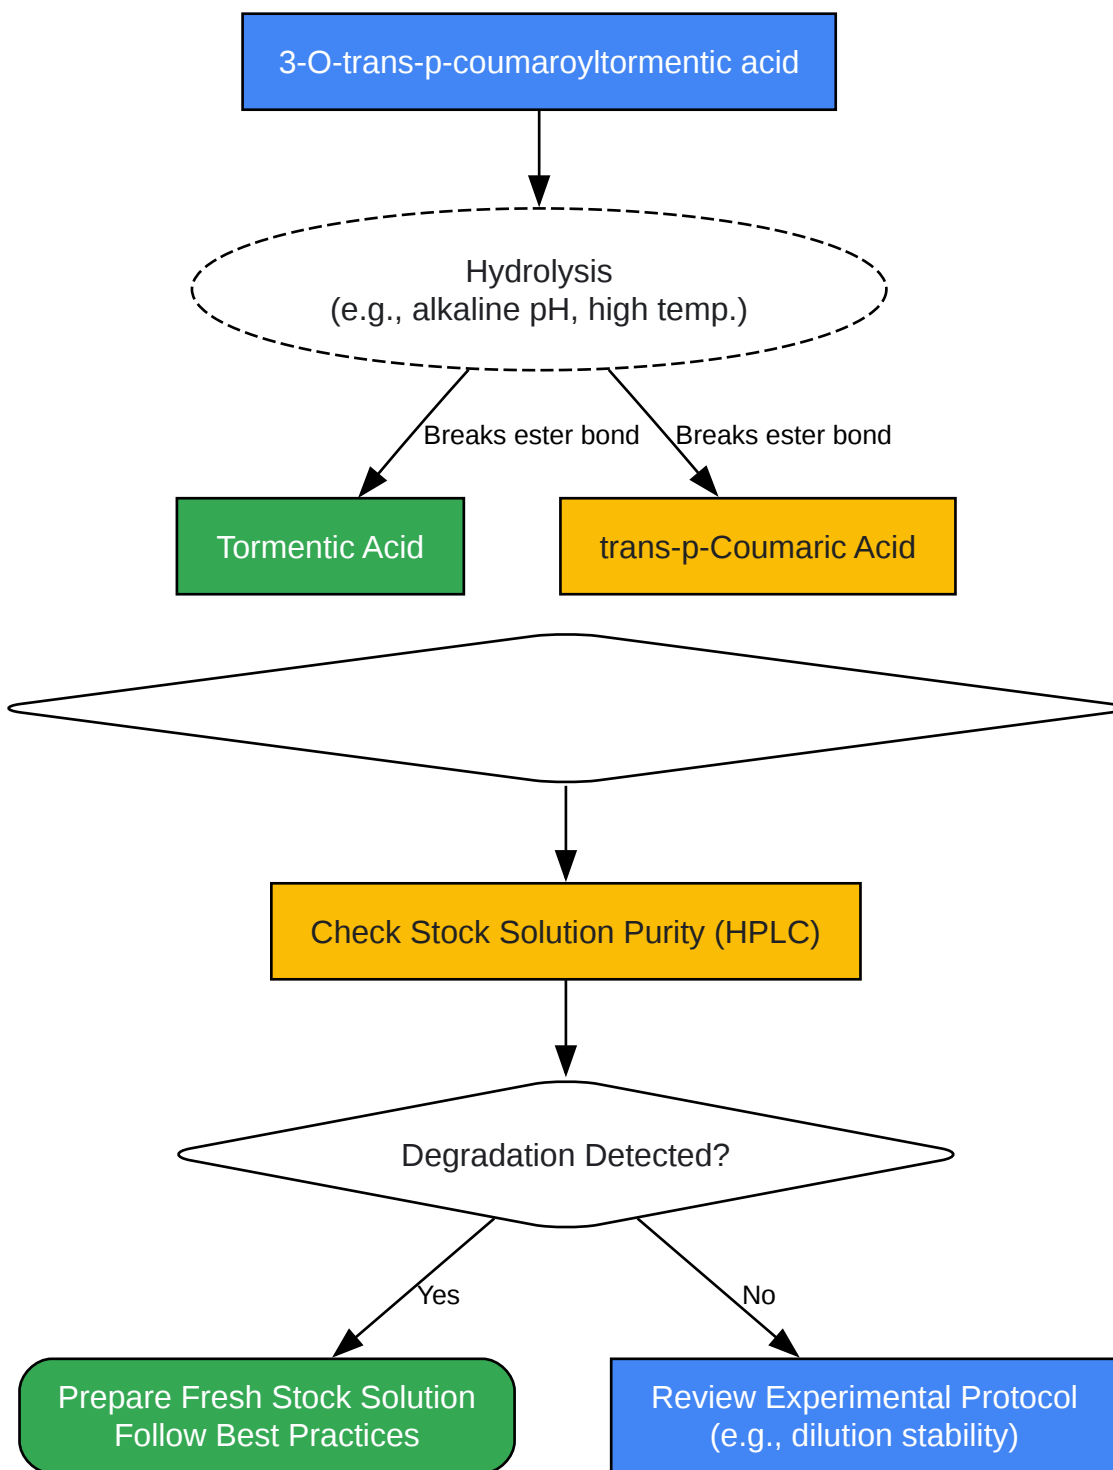 3-O-trans-p-coumaroyltormentic acid
Hydrolysis
(e.g., alkaline pH, high temp.)
Breaks ester bond
Breaks ester bond
Tormentic Acid
trans-p-Coumaric Acid
Check Stock Solution Purity (HPLC)
Degradation Detected?
Yes
No
Prepare Fresh Stock Solution
Follow Best Practices
Review Experimental Protocol
(e.g., dilution stability)